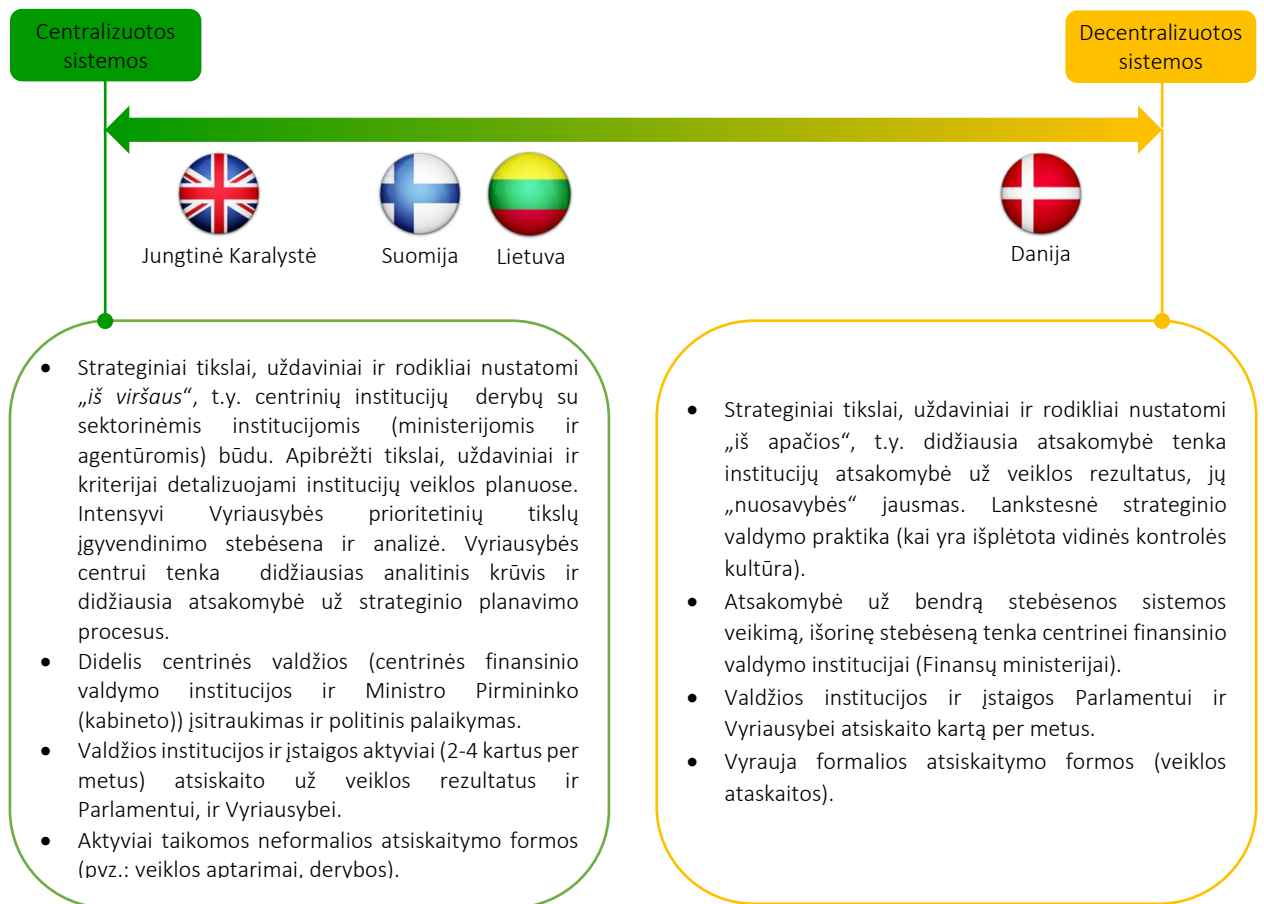 Centralizuotos
sistemos
Decentralizuotos
sistemos
Jungtinė Karalystė
Suomija
Lietuva
Danija
• Strateginiai tikslai, uždaviniai ir rodikliai nustatomi
„iš viršaus“, t.y. centrinių institucijų derybų su
sektorinėmis institucijomis (ministerijomis ir
agentūromis) būdu. Apibrėžti tikslai, uždaviniai ir
kriterijai detalizuojami institucijų veiklos planuose.
Intensyvi Vyriausybės prioritetinių tikslų
įgyvendinimo stebėsena ir analizė. Vyriausybės
centrui tenka didžiausias analitinis krūvis ir
didžiausia atsakomybė už strateginio planavimo
procesus.
• Didelis centrinės valdžios (centrinės finansinio
valdymo institucijos ir Ministro Pirmininko
(kabineto)) įsitraukimas ir politinis palaikymas.
• Valdžios institucijos ir įstaigos aktyviai (2-4 kartus per
metus) atsiskaito už veiklos rezultatus ir
Parlamentui, ir Vyriausybei.
• Aktyviai taikomos neformalios atsiskaitymo formos
(pvz.: veiklos aptarimai, derybos).
• Strateginiai tikslai, uždaviniai ir rodikliai nustatomi
„iš apačios“, t.y. didžiausia atsakomybė tenka
institucijų atsakomybė už veiklos rezultatus, jų
„nuosavybės“ jausmas. Lankstesnė strateginio
valdymo praktika (kai yra išplėtota vidinės kontrolės
kultūra).
• Atsakomybė už bendrą stebėsenos sistemos
veikimą, išorinę stebėseną tenka centrinei finansinio
valdymo institucijai (Finansų ministerijai).
• Valdžios institucijos ir įstaigos Parlamentui ir
Vyriausybei atsiskaito kartą per metus.
• Vyrauja formalios atsiskaitymo formos (veiklos
ataskaitos).